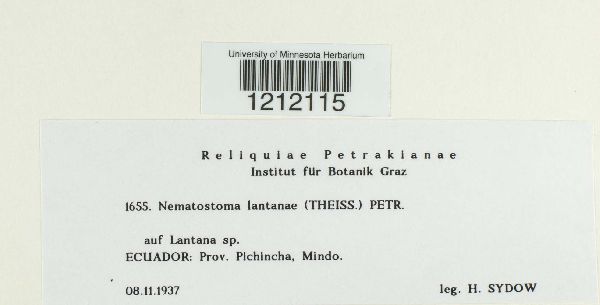 University of Minnesota Herbarium
1212115
Reliquiae Petrakianae
Institut für Botanik Graz
1655. Nematostoma lantanae (THEISS.) PETR.
auf Lantana sp.
ECUADOR: Prov. Pichincha, Mindo.
08.11.1937 leg. H. SYDOW